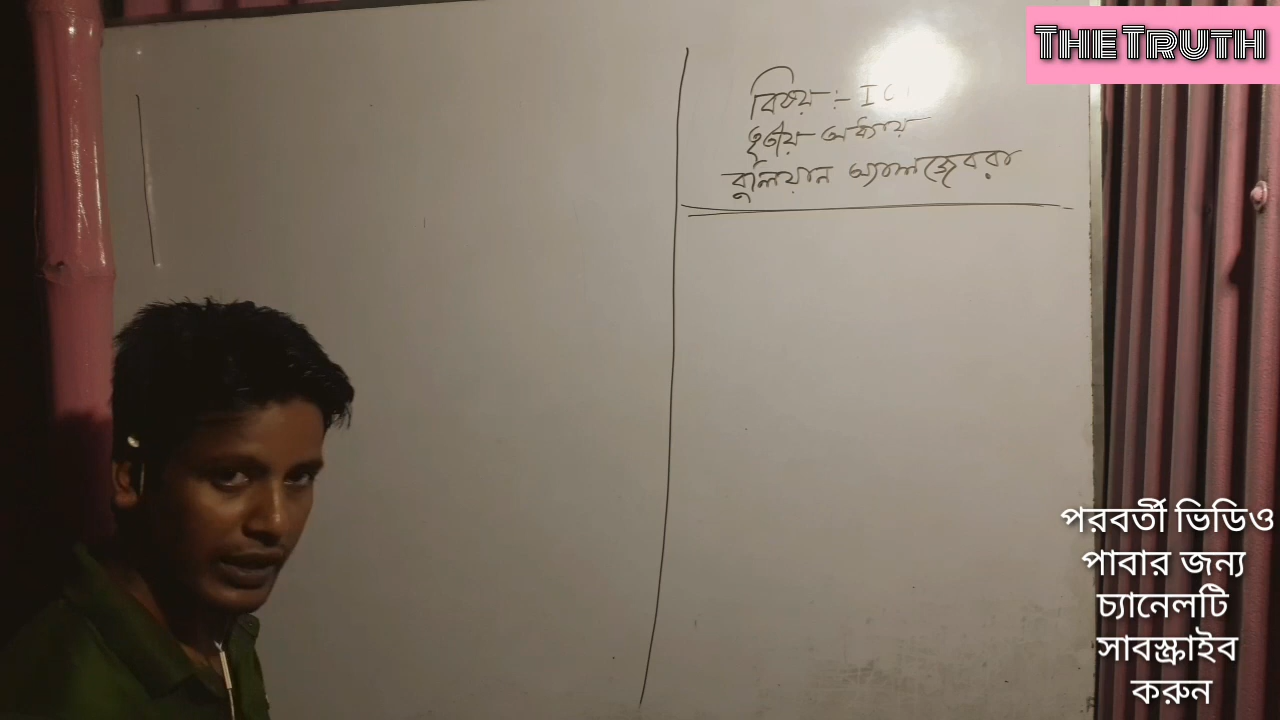 THE TRUTH
বিষয় :- IC
তৃতীয় অধ্যায়
বুলিয়ান অ্যালজেবরা
পরবর্তী ভিডিও
পাবার জন্য
চ্যানেলটি
সাবস্ক্রাইব
করুন